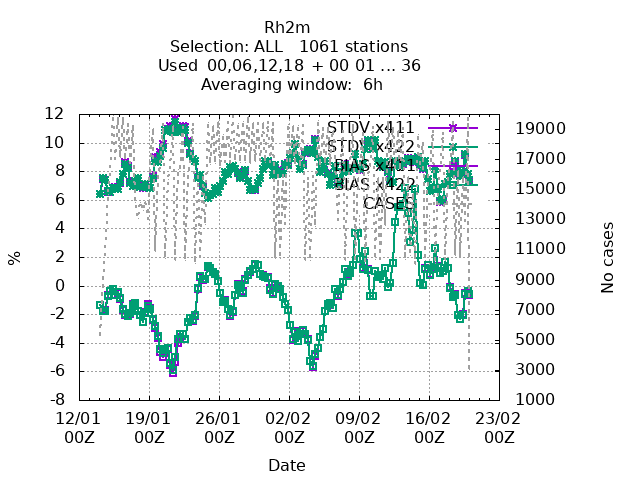 Rh2m
Selection: ALL   1061 stations
Used  00,06,12,18  + 00 01 ... 36
Averaging window:  6h
STDV x411
STDV x422
BIAS x411
BIAS x422
CASES
12
10
8
6
4
2
0
-2
-4
-6
-8
%
19000
17000
15000
13000
11000
9000
7000
5000
3000
1000
No cases
12/01 19/01 26/01 02/02 09/02 16/02 23/02
00Z 00Z 00Z 00Z 00Z 00Z 00Z
Date